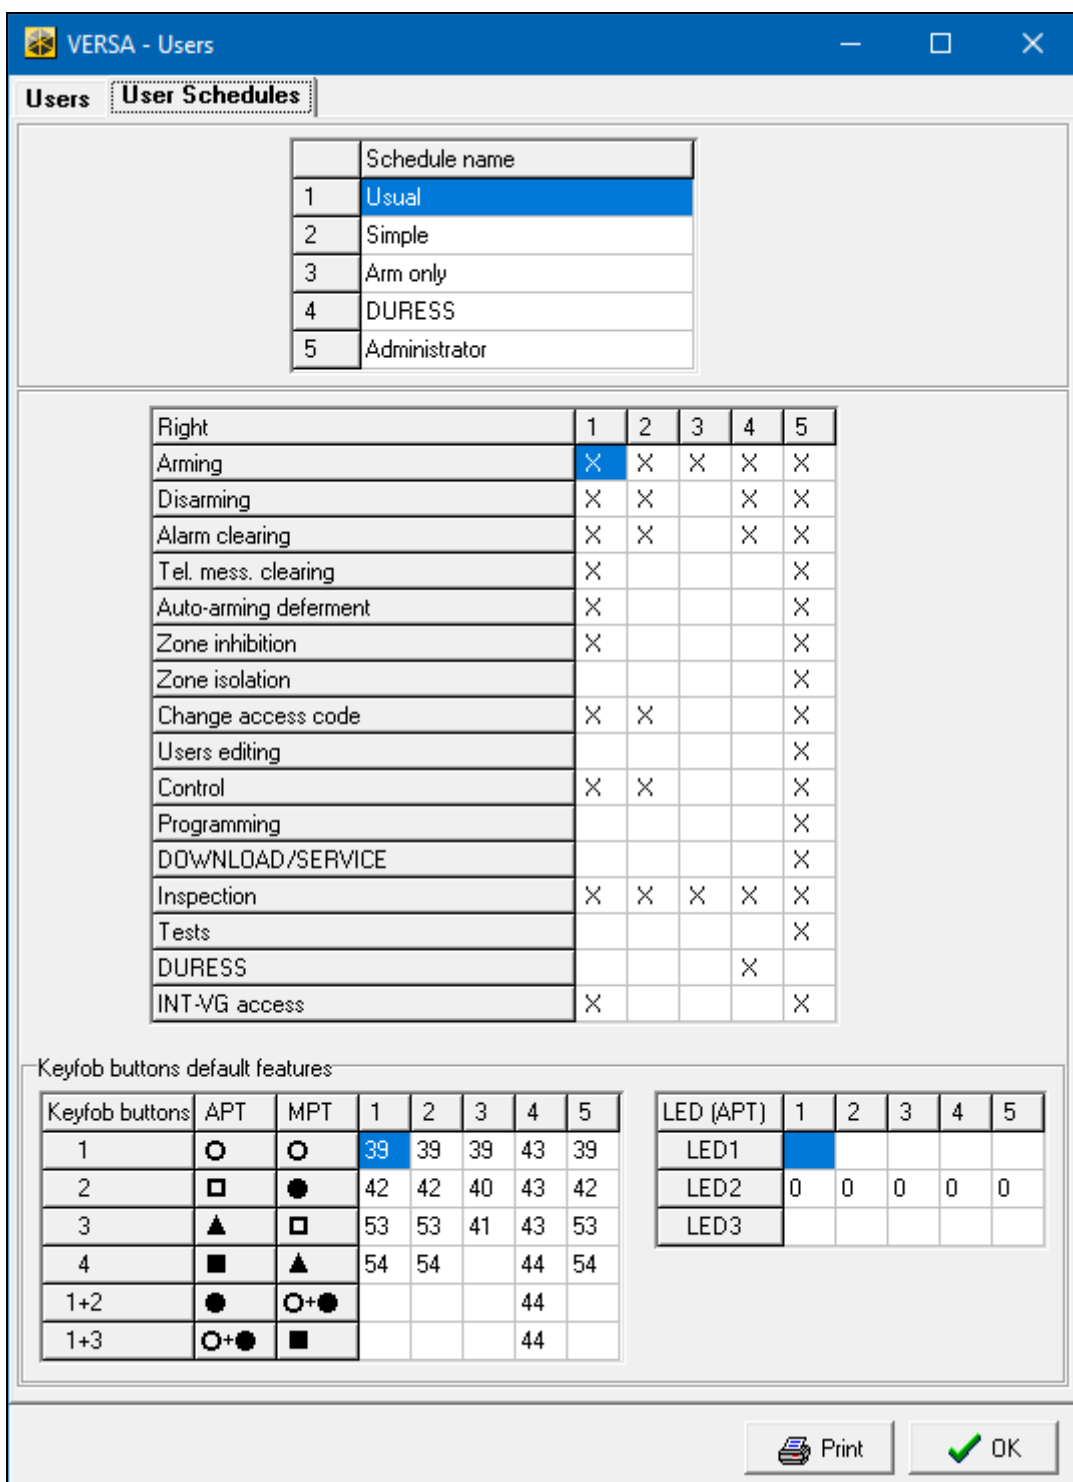 VERSA - Users
Users User Schedules
Schedule name
1 Usual
2 Simple
3 Arm only
4 DURESS
5 Administrator
Right 1 2 3 4 5
Arming X X X X X
Disarming X X X X
Alarm clearing X X X X
Tel. mess. clearing X X
Auto-arming deferment X X
Zone inhibition X X
Zone isolation X
Change access code X X X
Users editing X
Control X X X
Programming X
DOWNLOAD/SERVICE X
Inspection X X X X X
Tests X
DURESS X
INT-VG access X X
Keyfob buttons default features
Keyfob buttons APT MPT 1 2 3 4 5
1 39 39 39 43 39
2 42 42 40 43 42
3 53 53 41 43 53
4 54 54 44 54
1+2 + 44
1+3 + 44
LED (APT) 1 2 3 4 5
LED1
LED2 0 0 0 0 0
LED3
Print OK